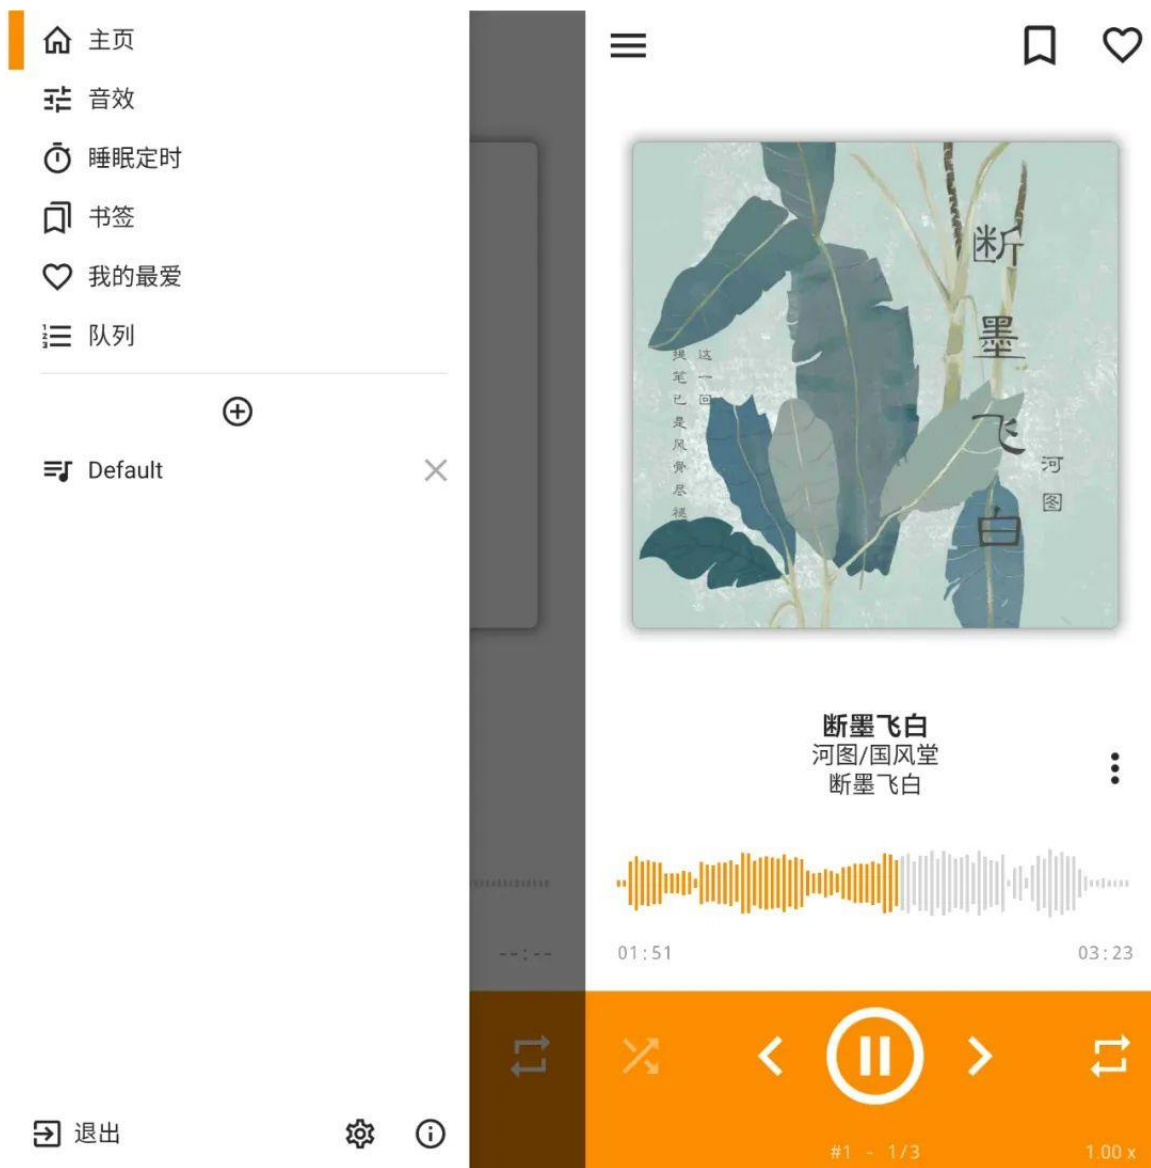 主页
音效
睡眠定时
书签
我的最爱
队列
Default
退出
--:--
断墨飞白
河图
这一回
提笔已是风骨尽褪
断墨飞白
河图/国风堂
断墨飞白
01:51
03:23
#1 - 1/3
1.00 x